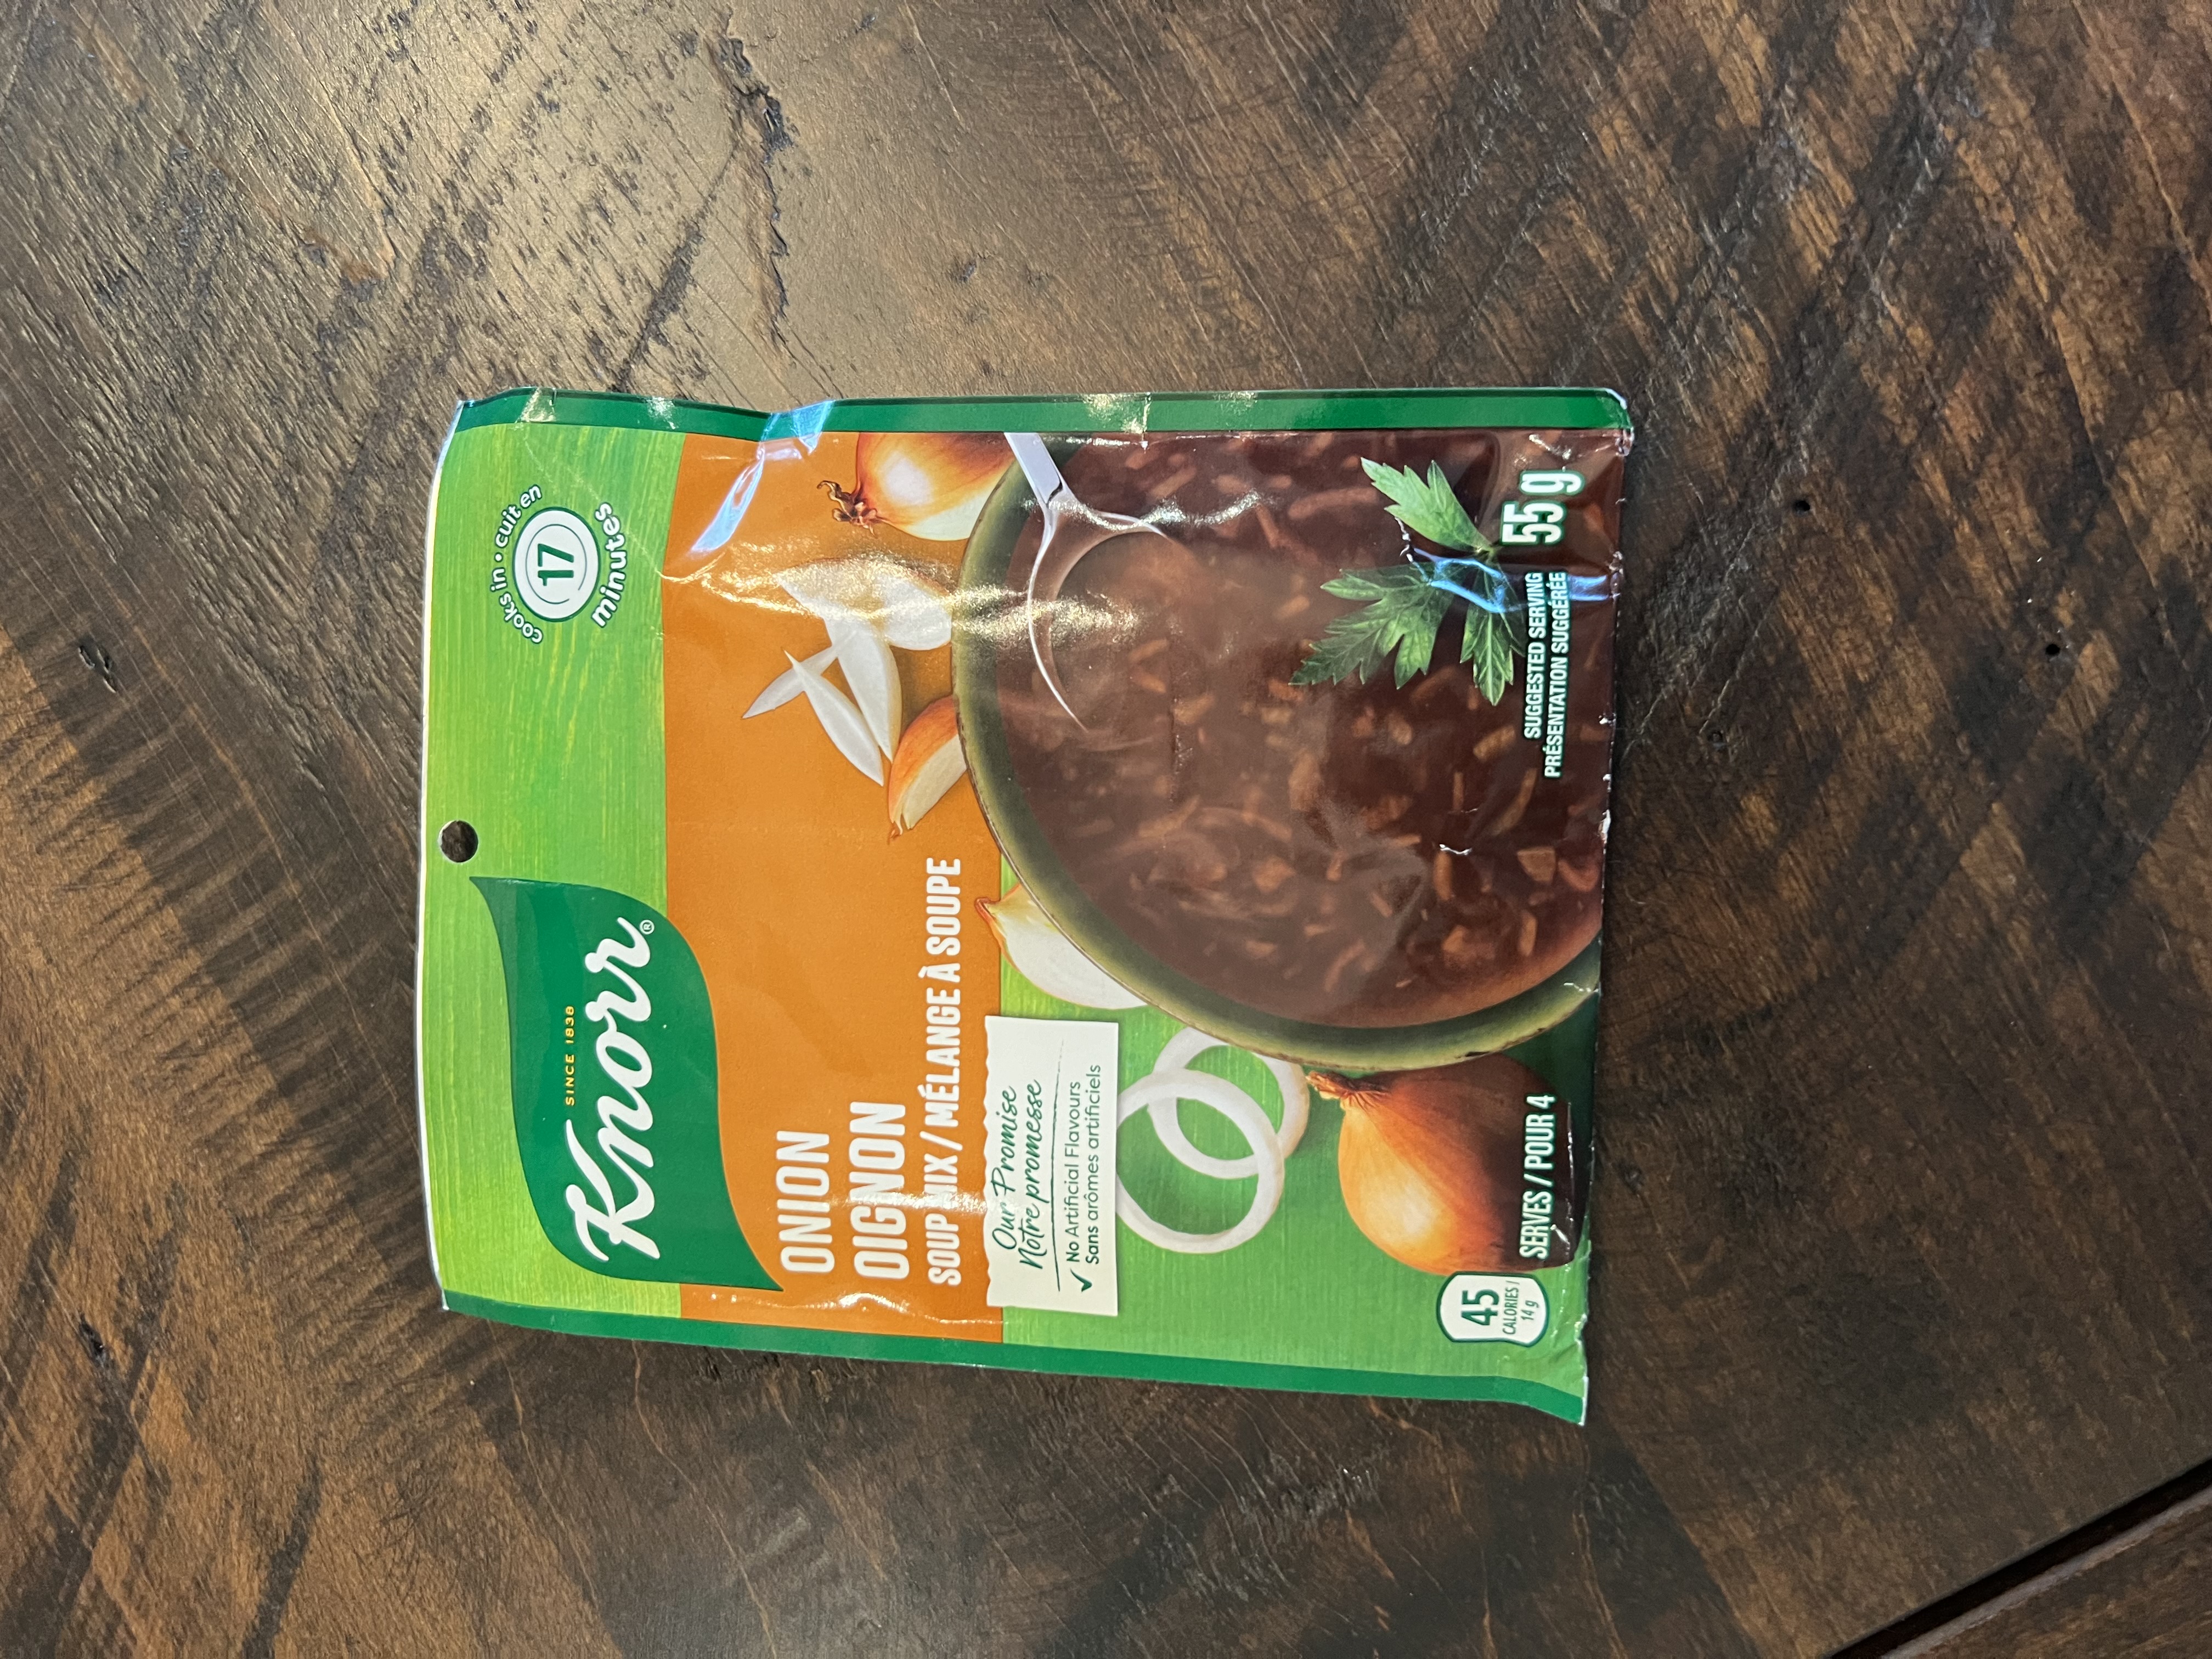 cooks in • cuit en
17
minutes
SINCE 1838
Knorr®
ONION
OIGNON
SOUP MIX / MÉLANGE À SOUPE
Our Promise
Notre promesse
✓ No Artificial Flavours
Sans arômes artificiels
45
CALORIES /
14 g
SERVES / POUR 4
SUGGESTED SERVING
PRÉSENTATION SUGGÉRÉE
55 g